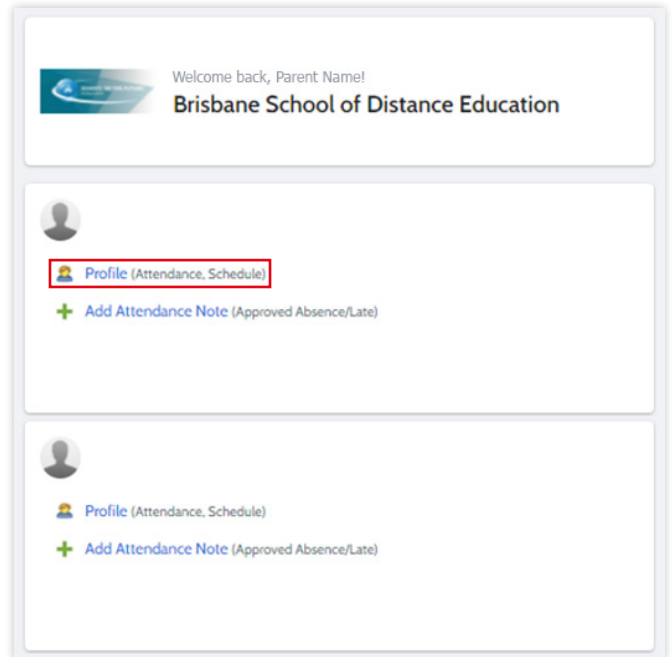 Welcome back, Parent Name!
Brisbane School of Distance Education
Profile (Attendance, Schedule)
Add Attendance Note (Approved Absence/Late)
Profile (Attendance, Schedule)
Add Attendance Note (Approved Absence/Late)